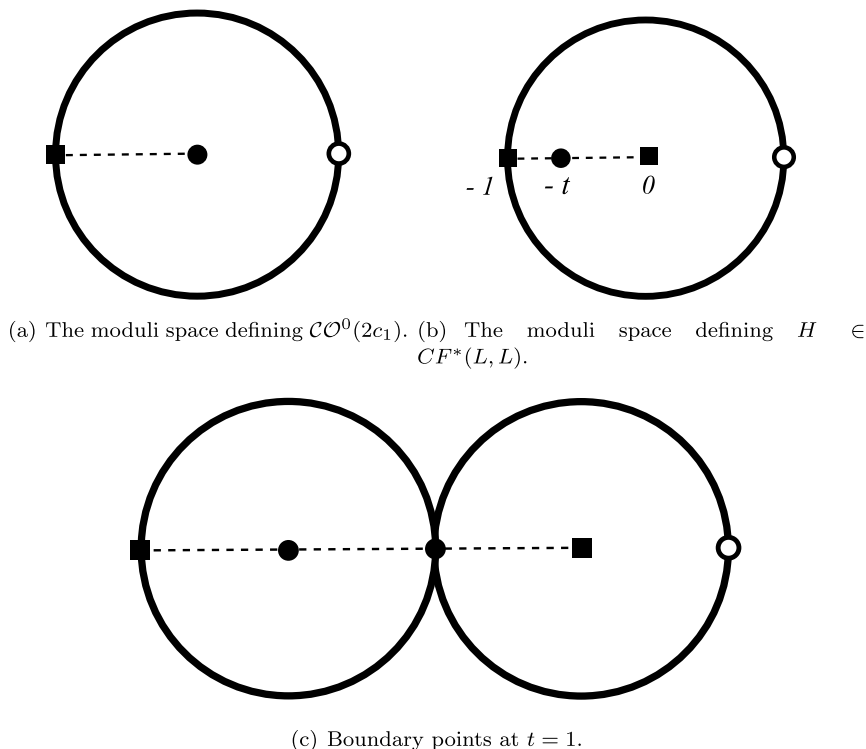 - 1
- t
0
(a) The moduli space defining 𝒞𝒪⁰(2c₁).
(b) The moduli space defining H ∈
CF*(L, L).
(c) Boundary points at t = 1.